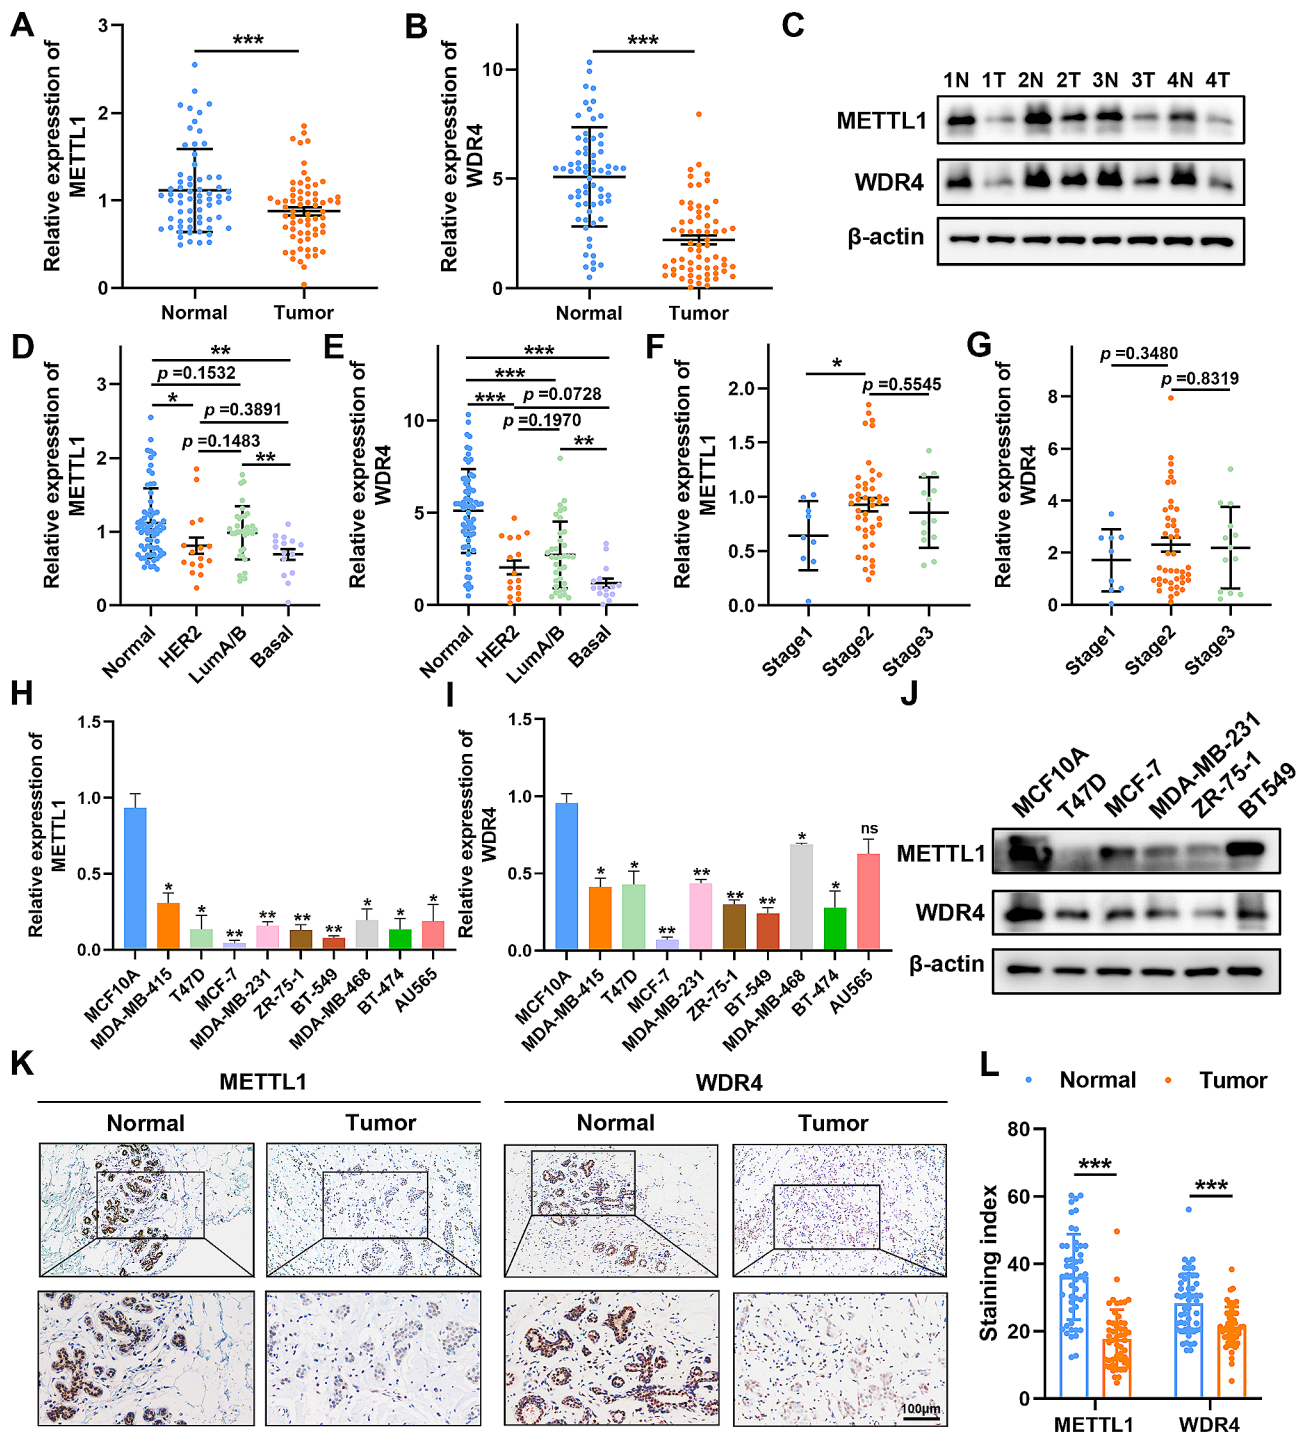 A
Relative expresstion of
METTL1
3
2
1
0
***
Normal
Tumor
B
Relative expresstion of
WDR4
10
5
0
***
Normal
Tumor
C
1N 1T 2N 2T 3N 3T 4N 4T
METTL1
WDR4
β-actin
D
Relative expresstion of
METTL1
3
2
1
0
**
p =0.1532
*
p =0.3891
p =0.1483
**
Normal
HER2
LumA/B
Basal
E
Relative expresstion of
WDR4
10
5
0
***
***
***
p =0.0728
p =0.1970
**
Normal
HER2
LumA/B
Basal
F
Relative expresstion of
METTL1
2.0
1.5
1.0
0.5
0.0
*
p =0.5545
Stage1
Stage2
Stage3
G
Relative expresstion of
WDR4
8
6
4
2
0
p =0.3480
p =0.8319
Stage1
Stage2
Stage3
H
Relative expresstion of
METTL1
1.5
1.0
0.5
0.0
*
*
**
**
**
**
*
*
*
MCF10A
MDA-MB-415
T47D
MCF-7
MDA-MB-231
ZR-75-1
BT-549
MDA-MB-468
BT-474
AU565
I
Relative expresstion of
WDR4
1.5
1.0
0.5
0.0
*
*
**
**
**
**
*
*
ns
MCF10A
MDA-MB-415
T47D
MCF-7
MDA-MB-231
ZR-75-1
BT-549
MDA-MB-468
BT-474
AU565
J
MCF10A
T47D
MCF-7
MDA-MB-231
ZR-75-1
BT549
METTL1
WDR4
β-actin
K
METTL1
WDR4
Normal
Tumor
Normal
Tumor
100μm
L
Normal
Tumor
Staining index
80
60
40
20
0
***
***
METTL1
WDR4